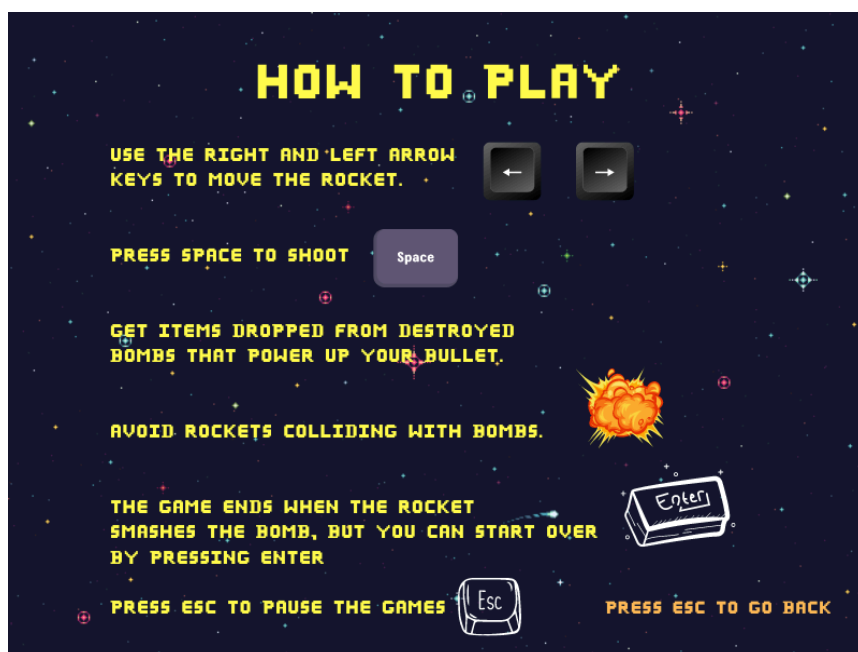 HOW TO PLAY
USE THE RIGHT AND LEFT ARROW
KEYS TO MOVE THE ROCKET.
← →
PRESS SPACE TO SHOOT
Space
GET ITEMS DROPPED FROM DESTROYED
BOMBS THAT POWER UP YOUR BULLET.
AVOID ROCKETS COLLIDING WITH BOMBS.
THE GAME ENDS WHEN THE ROCKET
SMASHES THE BOMB, BUT YOU CAN START OVER
BY PRESSING ENTER
Enter
PRESS ESC TO PAUSE THE GAMES
Esc
PRESS ESC TO GO BACK